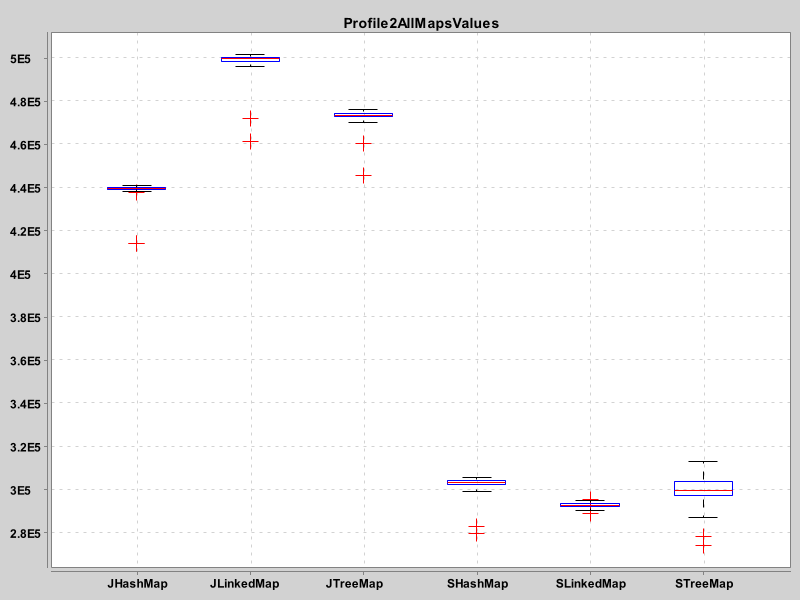 Profile2AllMapsValues
5E5
4.8E5
4.6E5
4.4E5
4.2E5
4E5
3.8E5
3.6E5
3.4E5
3.2E5
3E5
2.8E5
JHashMap JLinkedMap JTreeMap SHashMap SLinkedMap STreeMap